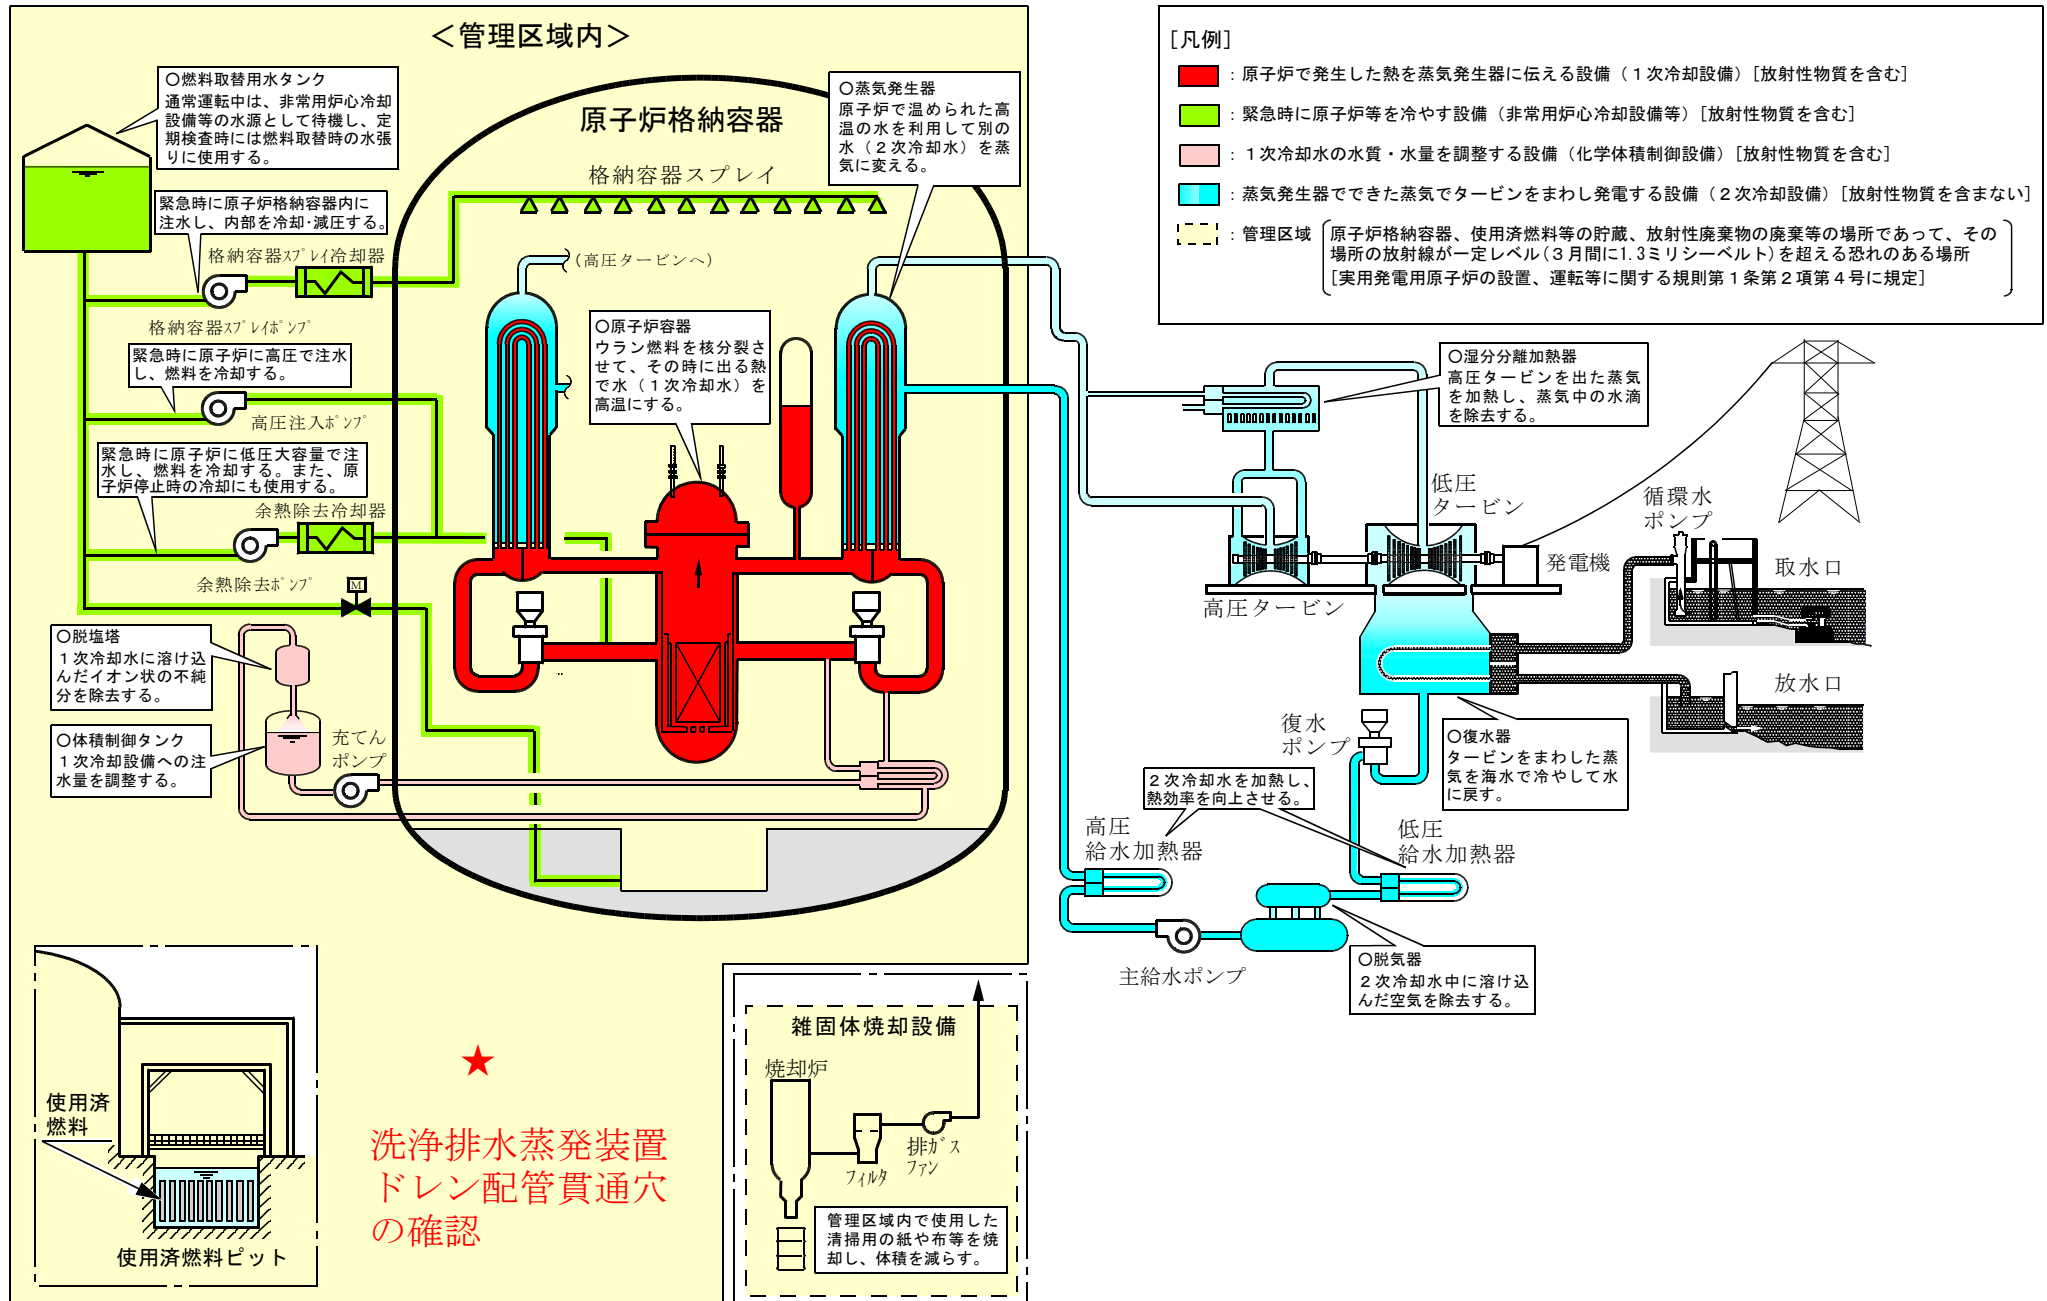 ＜管理区域内＞
○燃料取替用水タンク
通常運転中は、非常用炉心冷却
設備等の水源として待機し、定
期検査時には燃料取替時の水張
りに使用する。
緊急時に原子炉格納容器内に
注水し、内部を冷却・減圧する。
格納容器ｽﾌﾟﾚｲ冷却器
格納容器ｽﾌﾟﾚｲﾎﾟﾝﾌﾟ
緊急時に原子炉に高圧で注水
し、燃料を冷却する。
高圧注入ﾎﾟﾝﾌﾟ
緊急時に原子炉に低圧大容量で注
水し、燃料を冷却する。また、原
子炉停止時の冷却にも使用する。
余熱除去冷却器
余熱除去ﾎﾟﾝﾌﾟ
M
○脱塩塔
１次冷却水に溶け込
んだイオン状の不純
分を除去する。
○体積制御タンク
１次冷却設備への注
水量を調整する。
充てん
ポンプ
原子炉格納容器
格納容器スプレイ
(高圧タービンへ)
○蒸気発生器
原子炉で温められた高
温の水を利用して別の
水（２次冷却水）を蒸
気に変える。
○原子炉容器
ウラン燃料を核分裂さ
せて、その時に出る熱
で水（１次冷却水）を
高温にする。
[凡例]
：原子炉で発生した熱を蒸気発生器に伝える設備（１次冷却設備）[放射性物質を含む]
：緊急時に原子炉等を冷やす設備（非常用炉心冷却設備等）[放射性物質を含む]
：１次冷却水の水質・水量を調整する設備（化学体積制御設備）[放射性物質を含む]
：蒸気発生器でできた蒸気でタービンをまわし発電する設備（２次冷却設備）[放射性物質を含まない]
：管理区域
原子炉格納容器、使用済燃料等の貯蔵、放射性廃棄物の廃棄等の場所であって、その
場所の放射線が一定レベル(３月間に1.3ミリシーベルト)を超える恐れのある場所
[実用発電用原子炉の設置、運転等に関する規則第１条第２項第４号に規定]
○湿分分離加熱器
高圧タービンを出た蒸気
を加熱し、蒸気中の水滴
を除去する。
低圧
タービン
高圧タービン
発電機
循環水
ポンプ
取水口
放水口
復水
ポンプ
○復水器
タービンをまわした蒸
気を海水で冷やして水
に戻す。
２次冷却水を加熱し、
熱効率を向上させる。
高圧
給水加熱器
低圧
給水加熱器
主給水ポンプ
○脱気器
２次冷却水中に溶け込
んだ空気を除去する。
使用済
燃料
使用済燃料ピット
★
洗浄排水蒸発装置
ドレン配管貫通穴
の確認
雑固体焼却設備
焼却炉
ﾌｨﾙﾀ
排ｶﾞｽ
ﾌｧﾝ
管理区域内で使用した
清掃用の紙や布等を焼
却し、体積を減らす。